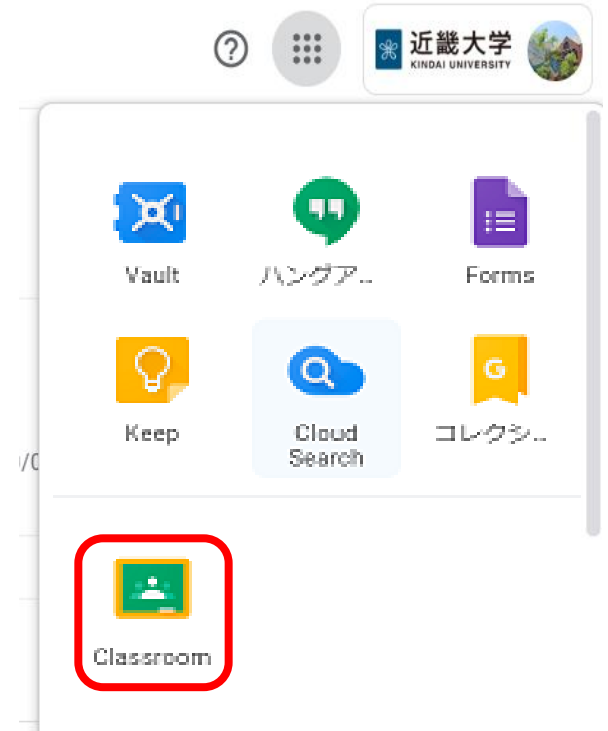 近畿大学
KINDAI UNIVERSITY
Vault
ハングア...
Forms
Keep
Cloud
Search
コレクシ...
G
/0
Classroom